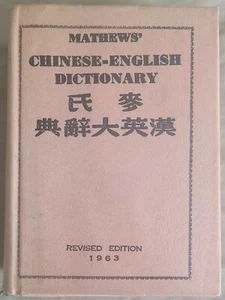 MATHEWS'
CHINESE-ENGLISH
DICTIONARY
麥氏
漢英大辭典
REVISED EDITION
1963